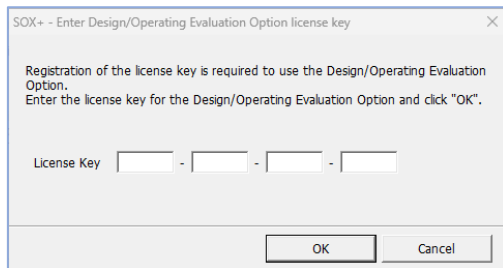 SOX+ - Enter Design/Operating Evaluation Option license key
Registration of the license key is required to use the Design/Operating Evaluation
Option.
Enter the license key for the Design/Operating Evaluation Option and click "OK".
License Key - - -
OK Cancel